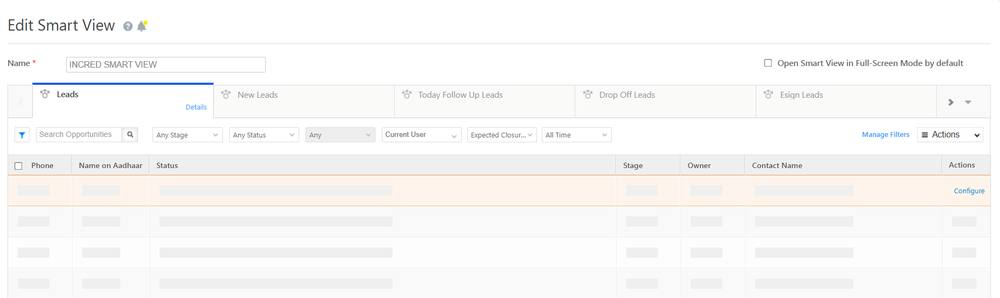 Edit Smart View
Name *
INCRED SMART VIEW
Open Smart View in Full-Screen Mode by default
Leads
Details
New Leads
Today Follow Up Leads
Drop Off Leads
Esign Leads
Search Opportunities
Any Stage
Any Status
Any
Current User
Expected Closur...
All Time
Manage Filters
Actions
Phone
Name on Aadhaar
Status
Stage
Owner
Contact Name
Actions
Configure